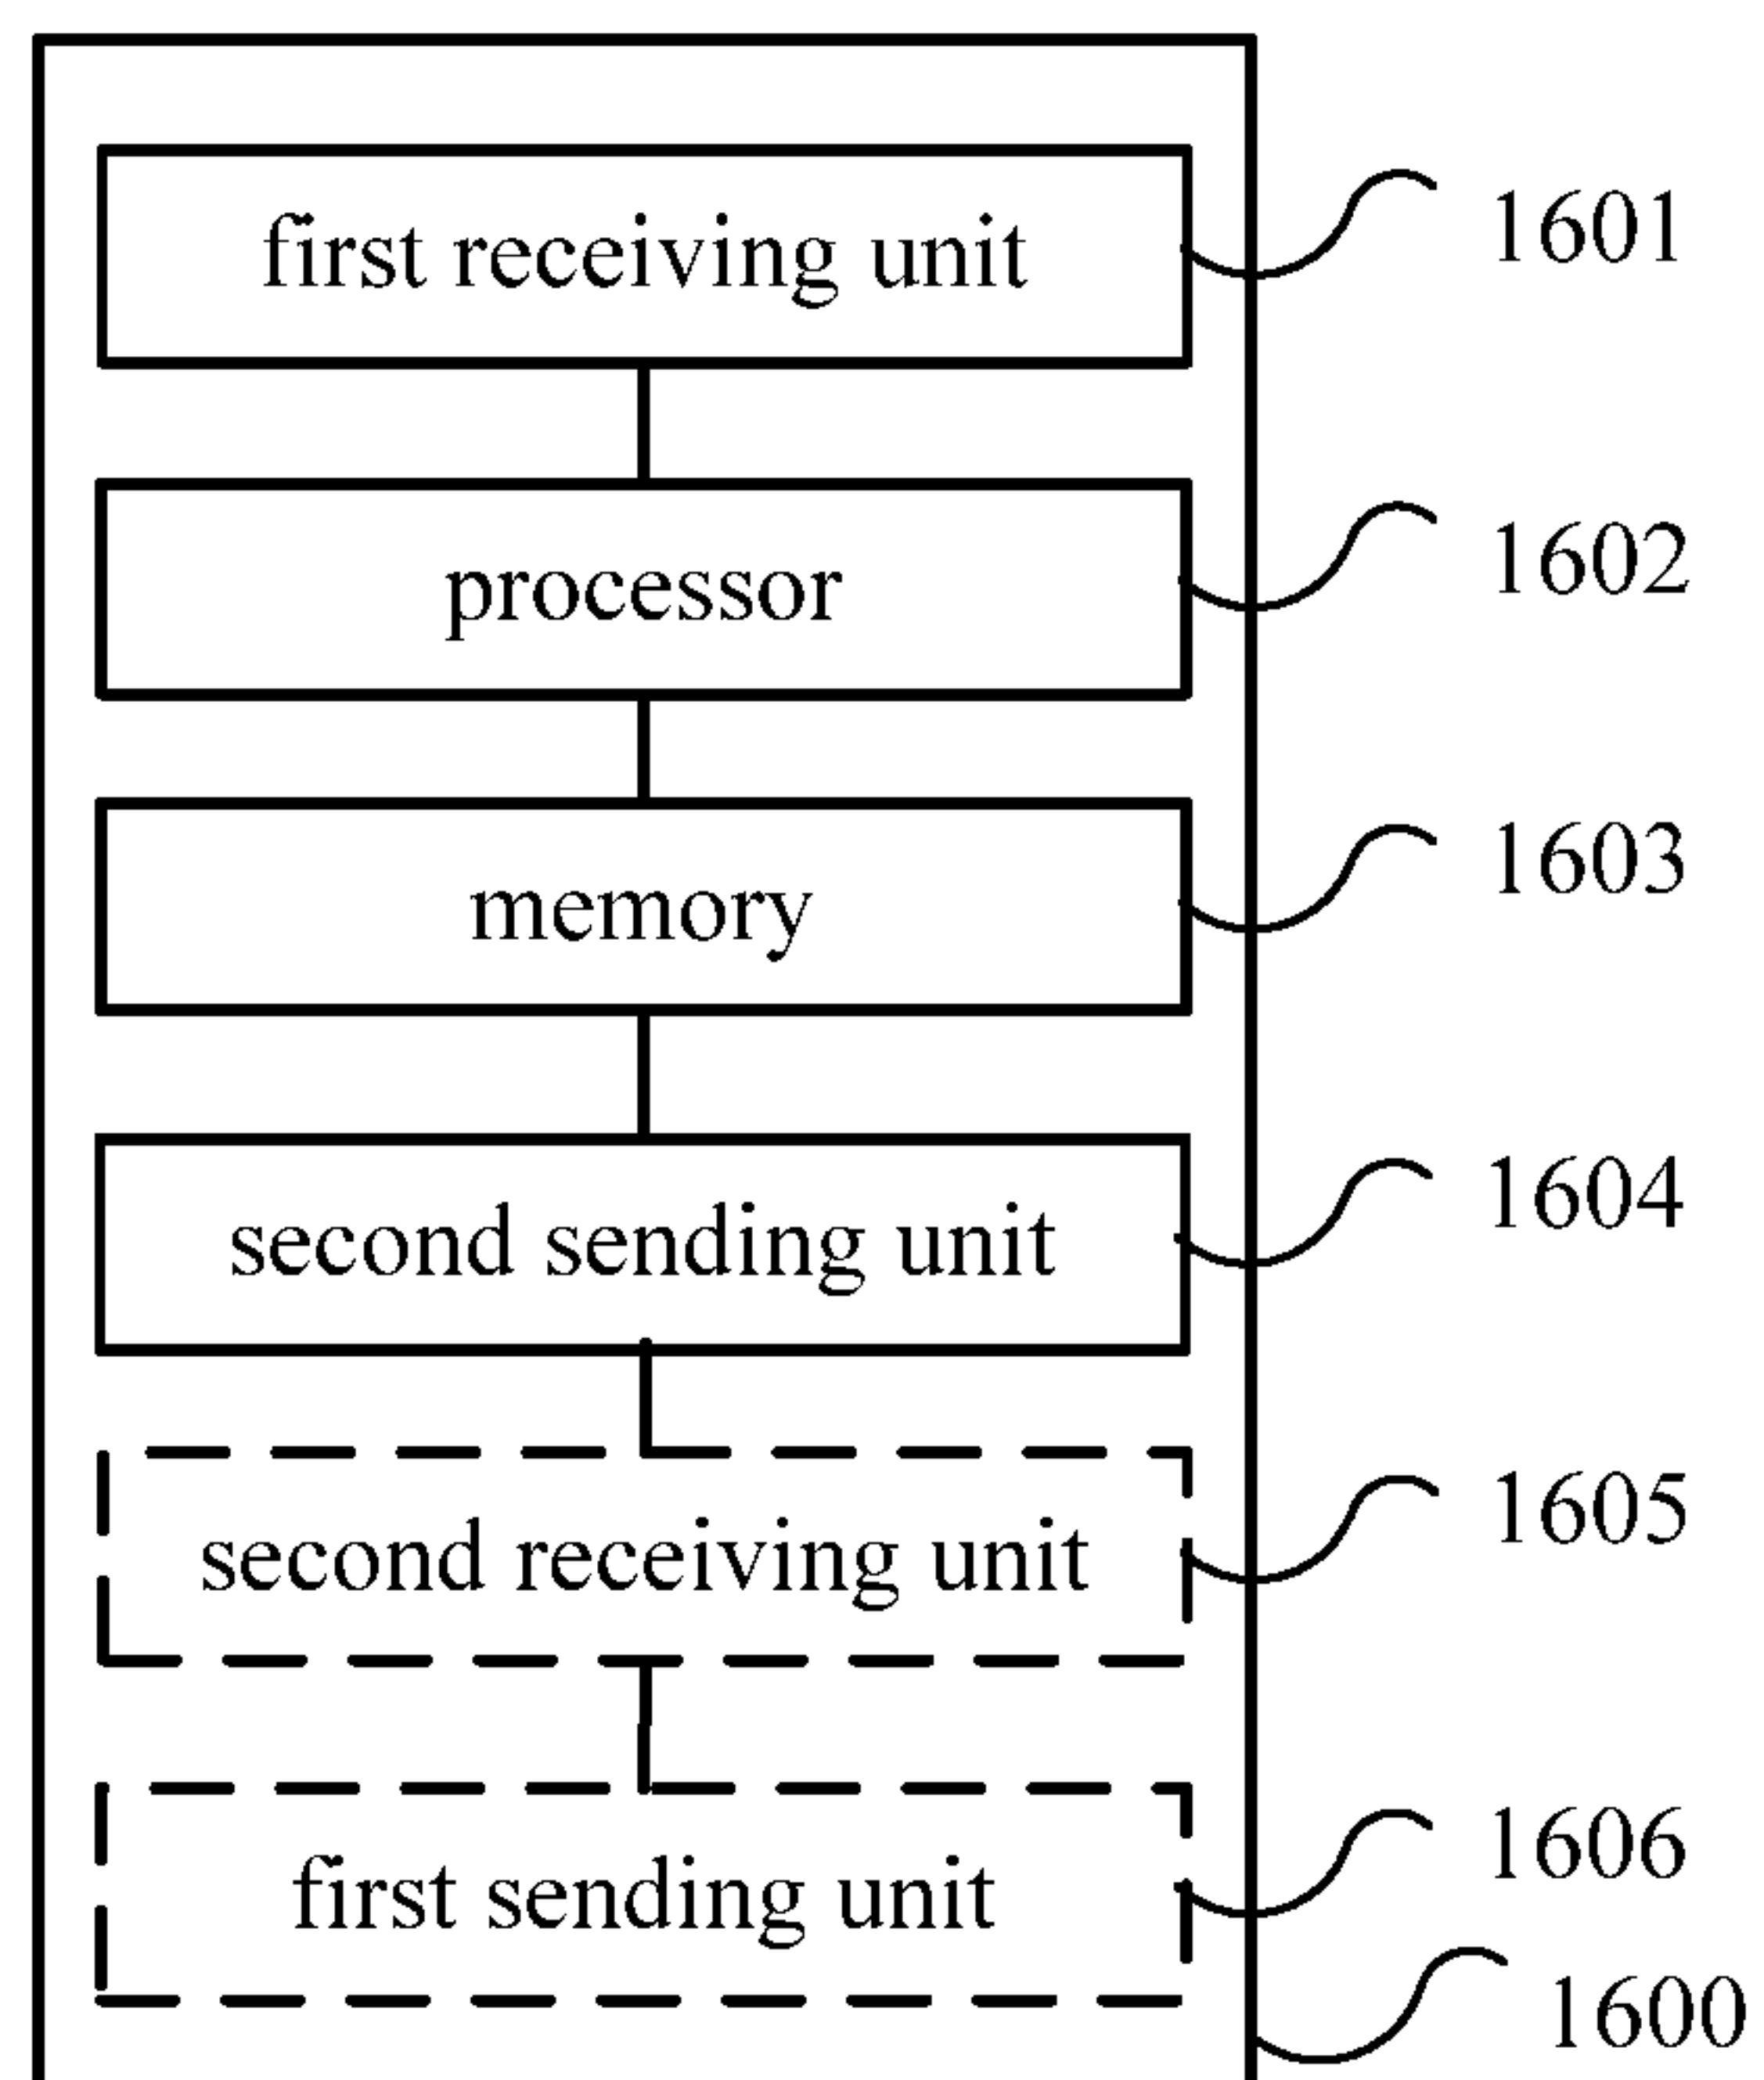 first receiving unit 1601
processor 1602
memory 1603
second sending unit 1604
second receiving unit 1605
first sending unit 1606
1600